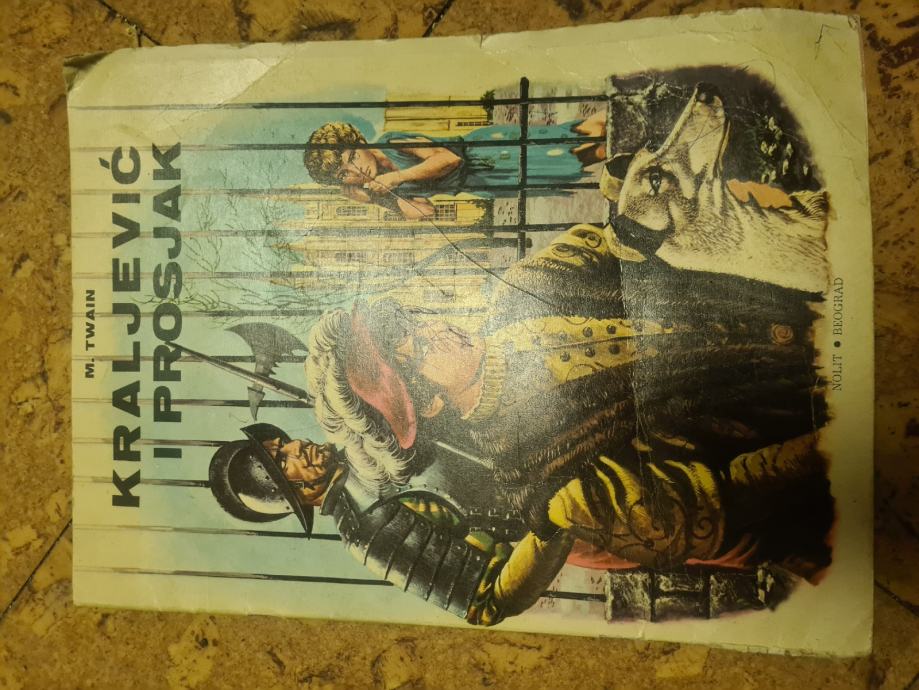 M. TWAIN
KRALJEVIĆ
I PROSJAK
NOLIT ● BEOGRAD